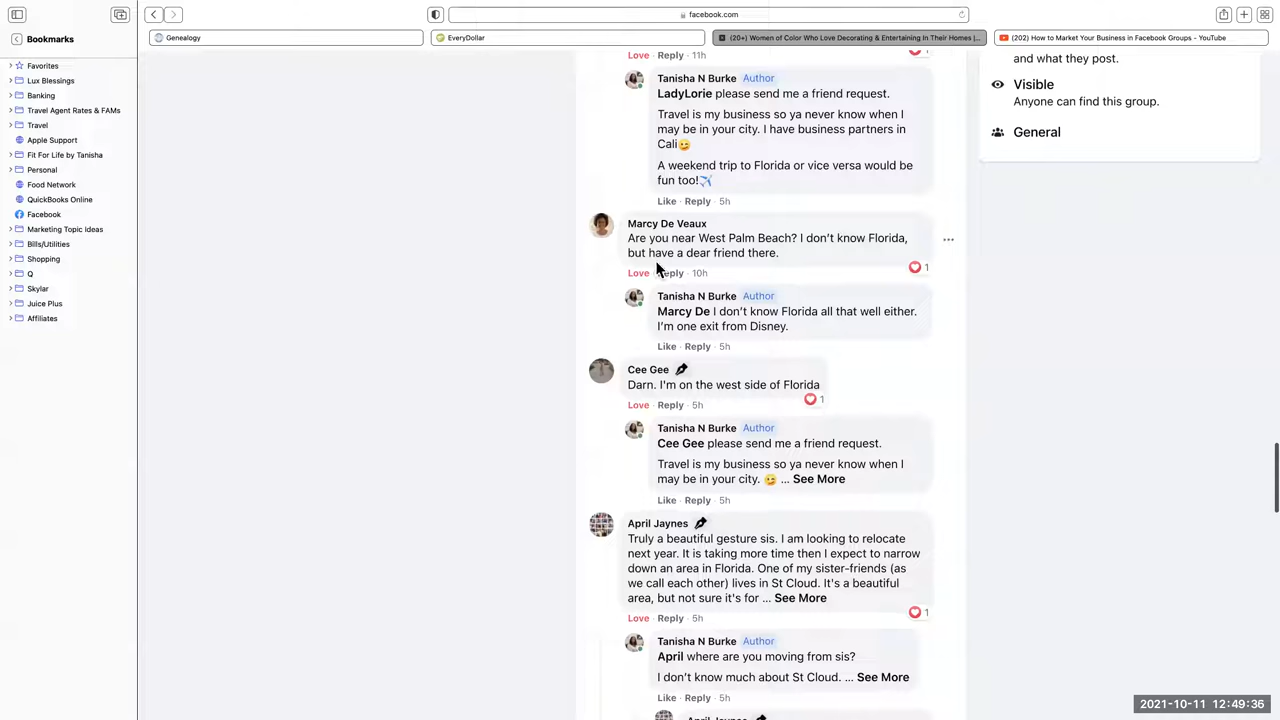 facebook.com
Bookmarks
Genealogy
EveryDollar
(20+) Women of Color Who Love Decorating & Entertaining In Their Homes |...
(202) How to Market Your Business in Facebook Groups - YouTube
Favorites
Lux Blessings
Banking
Travel Agent Rates & FAMs
Travel
Apple Support
Fit For Life by Tanisha
Personal
Food Network
QuickBooks Online
Facebook
Marketing Topic Ideas
Bills/Utilities
Shopping
Q
Skylar
Juice Plus
Affiliates
Love · Reply · 11h
1
Tanisha N Burke Author
LadyLorie please send me a friend request.
Travel is my business so ya never know when I
may be in your city. I have business partners in
Cali😉
A weekend trip to Florida or vice versa would be
fun too!✈️
Like · Reply · 5h
Marcy De Veaux
Are you near West Palm Beach? I don't know Florida,
but have a dear friend there.
Love · Reply · 10h
1
Tanisha N Burke Author
Marcy De I don't know Florida all that well either.
I'm one exit from Disney.
Like · Reply · 5h
Cee Gee
Darn. I'm on the west side of Florida
Love · Reply · 5h
1
Tanisha N Burke Author
Cee Gee please send me a friend request.
Travel is my business so ya never know when I
may be in your city. 😉 ... See More
Like · Reply · 5h
April Jaynes
Truly a beautiful gesture sis. I am looking to relocate
next year. It is taking more time then I expect to narrow
down an area in Florida. One of my sister-friends (as
we call each other) lives in St Cloud. It's a beautiful
area, but not sure it's for ... See More
Love · Reply · 5h
1
Tanisha N Burke Author
April where are you moving from sis?
I don't know much about St Cloud. ... See More
Like · Reply · 5h
April Jaynes
and what they post.
Visible
Anyone can find this group.
General
2021-10-11 12:49:36